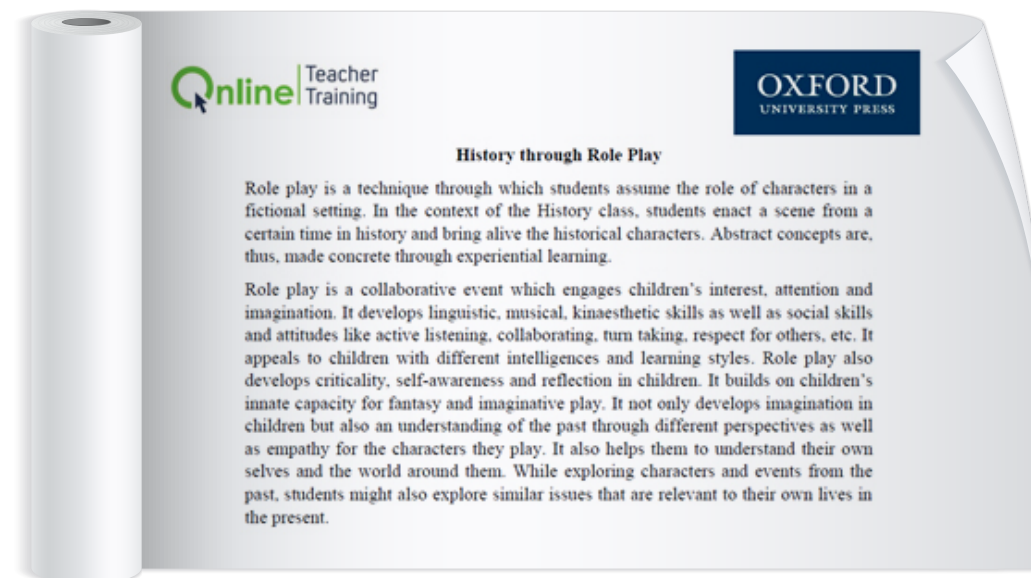 Online Teacher
Training
OXFORD
UNIVERSITY PRESS
History through Role Play
Role play is a technique through which students assume the role of characters in a
fictional setting. In the context of the History class, students enact a scene from a
certain time in history and bring alive the historical characters. Abstract concepts are,
thus, made concrete through experiential learning.
Role play is a collaborative event which engages children's interest, attention and
imagination. It develops linguistic, musical, kinaesthetic skills as well as social skills
and attitudes like active listening, collaborating, turn taking, respect for others, etc. It
appeals to children with different intelligences and learning styles. Role play also
develops criticality, self-awareness and reflection in children. It builds on children's
innate capacity for fantasy and imaginative play. It not only develops imagination in
children but also an understanding of the past through different perspectives as well
as empathy for the characters they play. It also helps them to understand their own
selves and the world around them. While exploring characters and events from the
past, students might also explore similar issues that are relevant to their own lives in
the present.